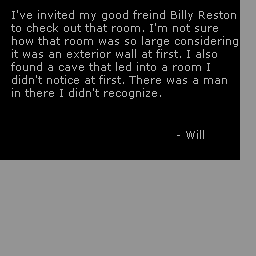 I've invited my good freind Billy Reston
to check out that room. I'm not sure
how that room was so large considering
it was an exterior wall at first. I also
found a cave that led into a room I
didn't notice at first. There was a man
in there I didn't recognize.
- Will